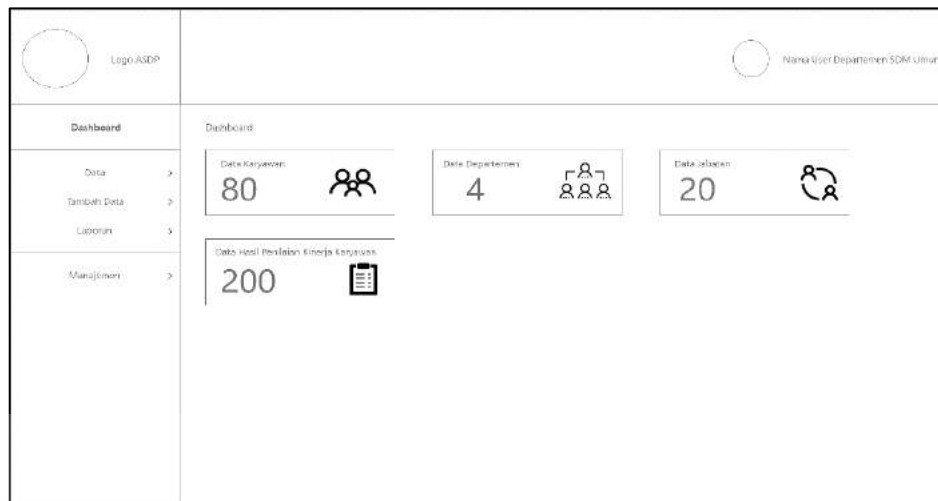 Logo ASDP
Nama User Departemen SDM Umum
Dashboard
Data
Tambah Data
Laporan
Manajemen
Dashboard
Data Karyawan
80
Data Departemen
4
Data Jabatan
20
Data Hasil Penilaian Kinerja Karyawan
200